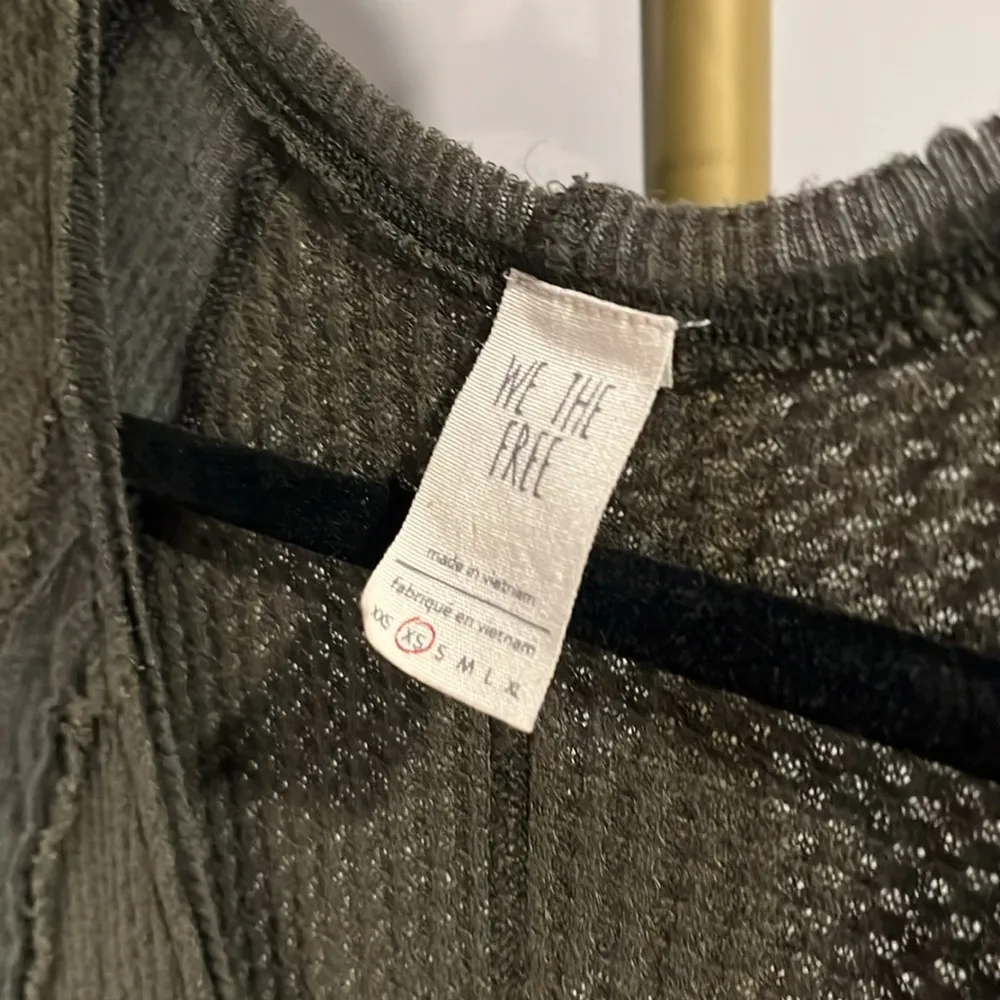 WE THE
FREE
made in vietnam
fabriqué en vietnam
XXS XS S M L XL